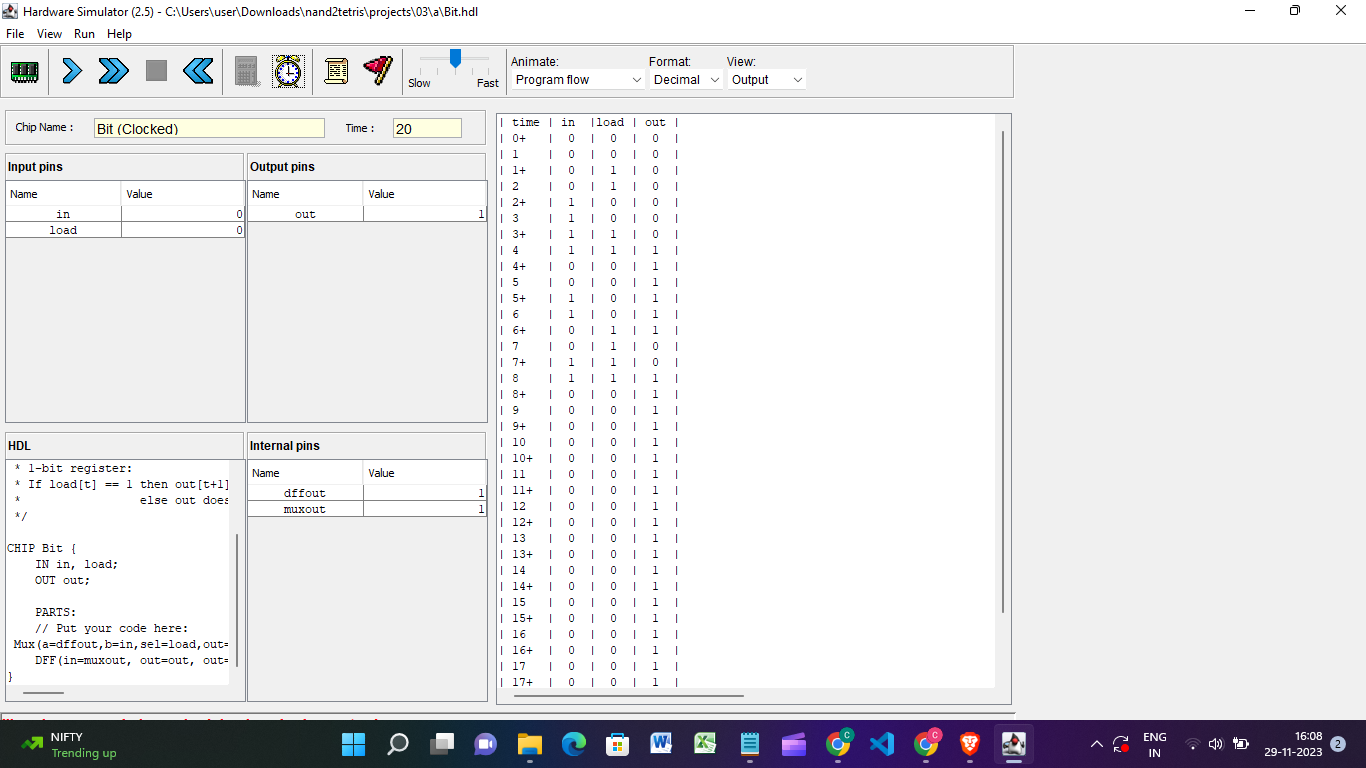 Hardware Simulator (2.5) - C:\Users\user\Downloads\nand2tetris\projects\03\a\Bit.hdl
File View Run Help
Slow Fast
Animate: Format: View:
Program flow Decimal Output
Chip Name : Bit (Clocked) Time : 20
Input pins
Name Value
in 0
load 0
Output pins
Name Value
out 1
HDL
* 1-bit register:
* If load[t] == 1 then out[t+1]
* else out does
*/
CHIP Bit {
IN in, load;
OUT out;
PARTS:
// Put your code here:
Mux(a=dffout,b=in,sel=load,out=
DFF(in=muxout, out=out, out=
}
Internal pins
Name Value
dffout 1
muxout 1
| time | in |load | out |
| 0+ | 0 | 0 | 0 |
| 1 | 0 | 0 | 0 |
| 1+ | 0 | 1 | 0 |
| 2 | 0 | 1 | 0 |
| 2+ | 1 | 0 | 0 |
| 3 | 1 | 0 | 0 |
| 3+ | 1 | 1 | 0 |
| 4 | 1 | 1 | 1 |
| 4+ | 0 | 0 | 1 |
| 5 | 0 | 0 | 1 |
| 5+ | 1 | 0 | 1 |
| 6 | 1 | 0 | 1 |
| 6+ | 0 | 1 | 1 |
| 7 | 0 | 1 | 0 |
| 7+ | 1 | 1 | 0 |
| 8 | 1 | 1 | 1 |
| 8+ | 0 | 0 | 1 |
| 9 | 0 | 0 | 1 |
| 9+ | 0 | 0 | 1 |
| 10 | 0 | 0 | 1 |
| 10+ | 0 | 0 | 1 |
| 11 | 0 | 0 | 1 |
| 11+ | 0 | 0 | 1 |
| 12 | 0 | 0 | 1 |
| 12+ | 0 | 0 | 1 |
| 13 | 0 | 0 | 1 |
| 13+ | 0 | 0 | 1 |
| 14 | 0 | 0 | 1 |
| 14+ | 0 | 0 | 1 |
| 15 | 0 | 0 | 1 |
| 15+ | 0 | 0 | 1 |
| 16 | 0 | 0 | 1 |
| 16+ | 0 | 0 | 1 |
| 17 | 0 | 0 | 1 |
| 17+ | 0 | 0 | 1 |
NIFTY
Trending up
ENG
IN
16:08
29-11-2023
2